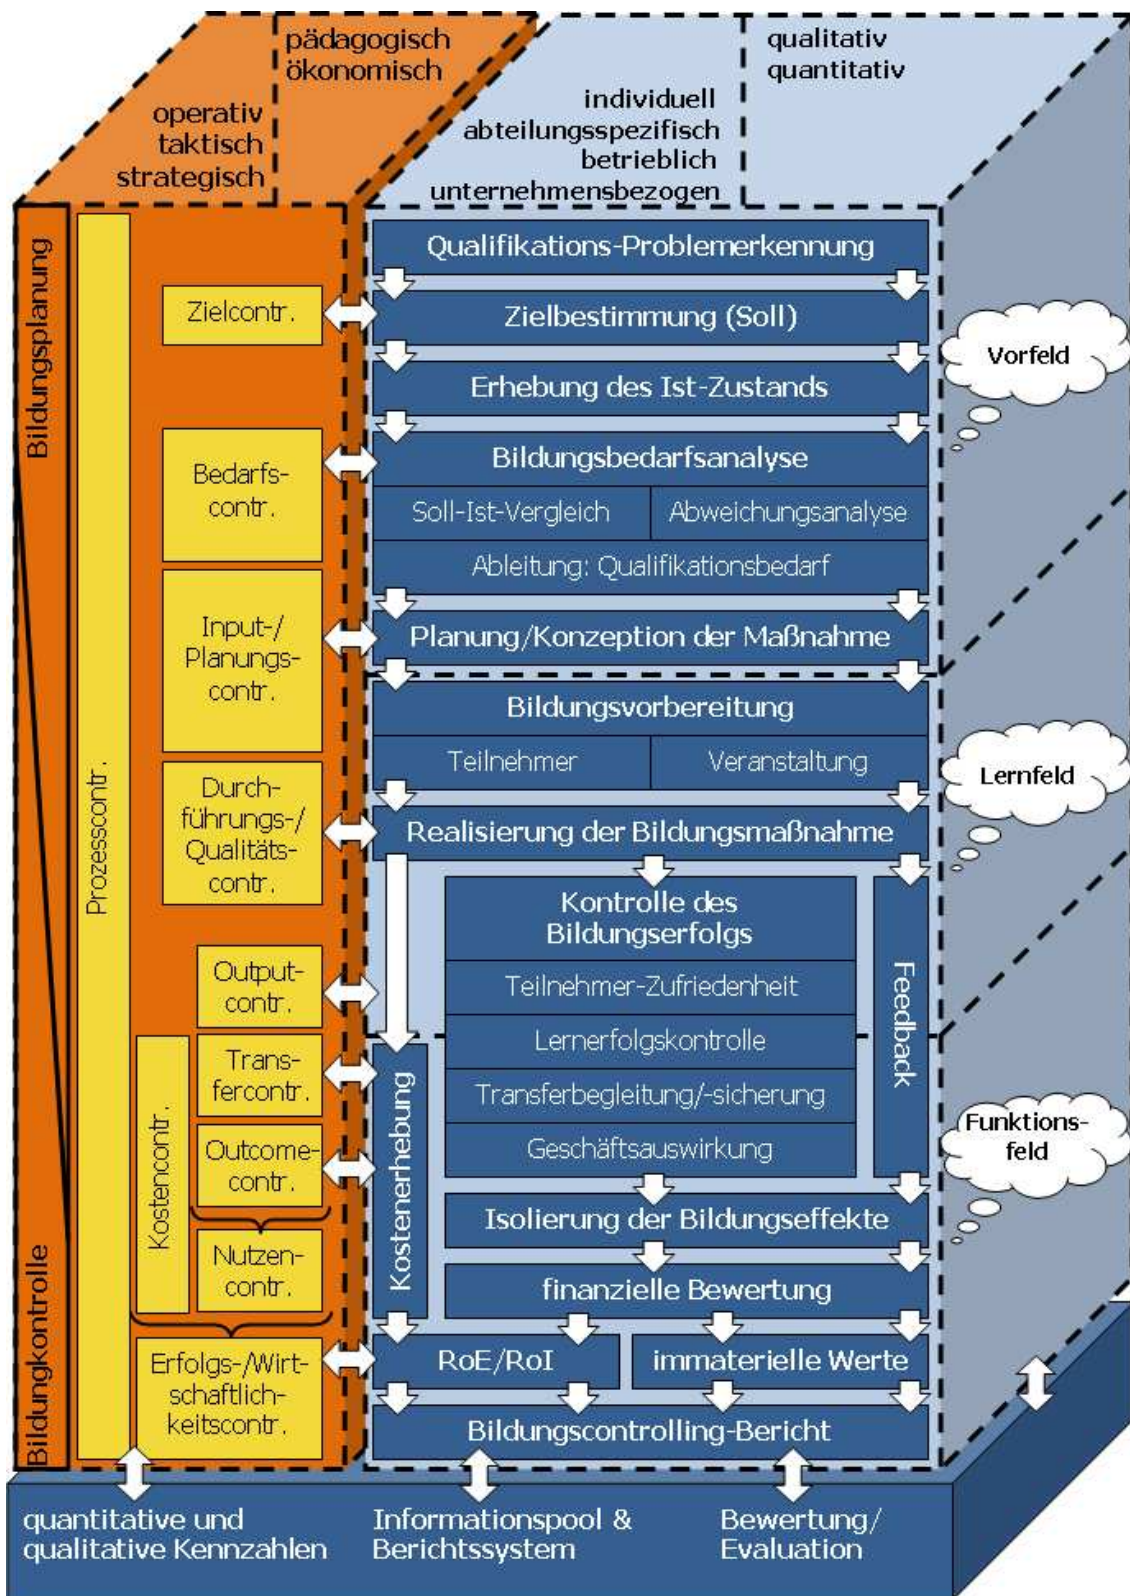 pädagogisch
ökonomisch
operativ
taktisch
strategisch
qualitativ
quantitativ
individuell
abteilungsspezifisch
betrieblich
unternehmensbezogen
Bildungsplanung
Bildungkontrolle
Prozesscontr.
Zielcontr.
Bedarfs-
contr.
Input-/
Planungs-
contr.
Durch-
führungs-/
Qualitäts-
contr.
Output-
contr.
Kostencontr.
Trans-
fercontr.
Outcome-
contr.
Nutzen-
contr.
Erfolgs-/Wirt-
schaftlich-
keitscontr.
Qualifikations-Problemerkennung
Zielbestimmung (Soll)
Erhebung des Ist-Zustands
Bildungsbedarfsanalyse
Soll-Ist-Vergleich
Abweichungsanalyse
Ableitung: Qualifikationsbedarf
Planung/Konzeption der Maßnahme
Bildungsvorbereitung
Teilnehmer
Veranstaltung
Realisierung der Bildungsmaßnahme
Kontrolle des
Bildungserfolgs
Teilnehmer-Zufriedenheit
Lernerfolgskontrolle
Transferbegleitung/-sicherung
Geschäftsauswirkung
Feedback
Kostenerhebung
Isolierung der Bildungseffekte
finanzielle Bewertung
RoE/RoI
immaterielle Werte
Bildungscontrolling-Bericht
Vorfeld
Lernfeld
Funktions-
feld
quantitative und
qualitative Kennzahlen
Informationspool &
Berichtssystem
Bewertung/
Evaluation